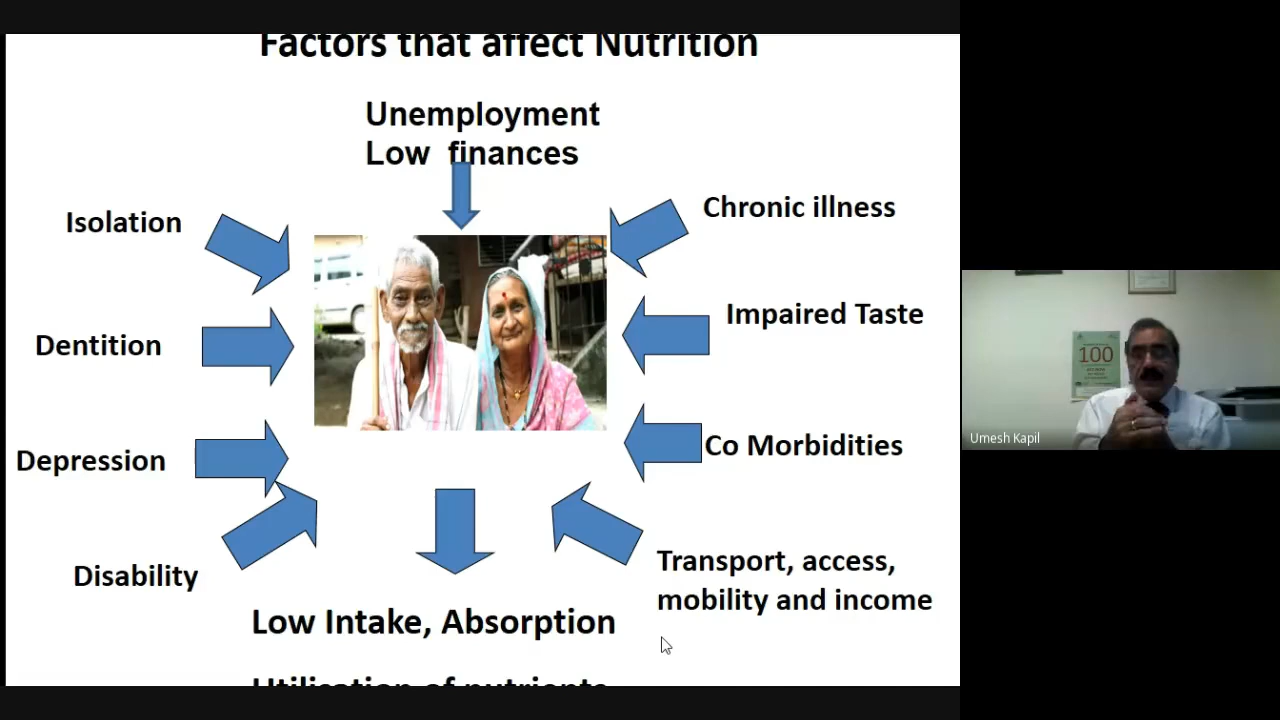 Factors that affect Nutrition
Unemployment
Low finances
Isolation
Chronic illness
Impaired Taste
Dentition
Co Morbidities
Depression
Transport, access,
mobility and income
Disability
Low Intake, Absorption
Utilisation of nutrients
100
Umesh Kapil